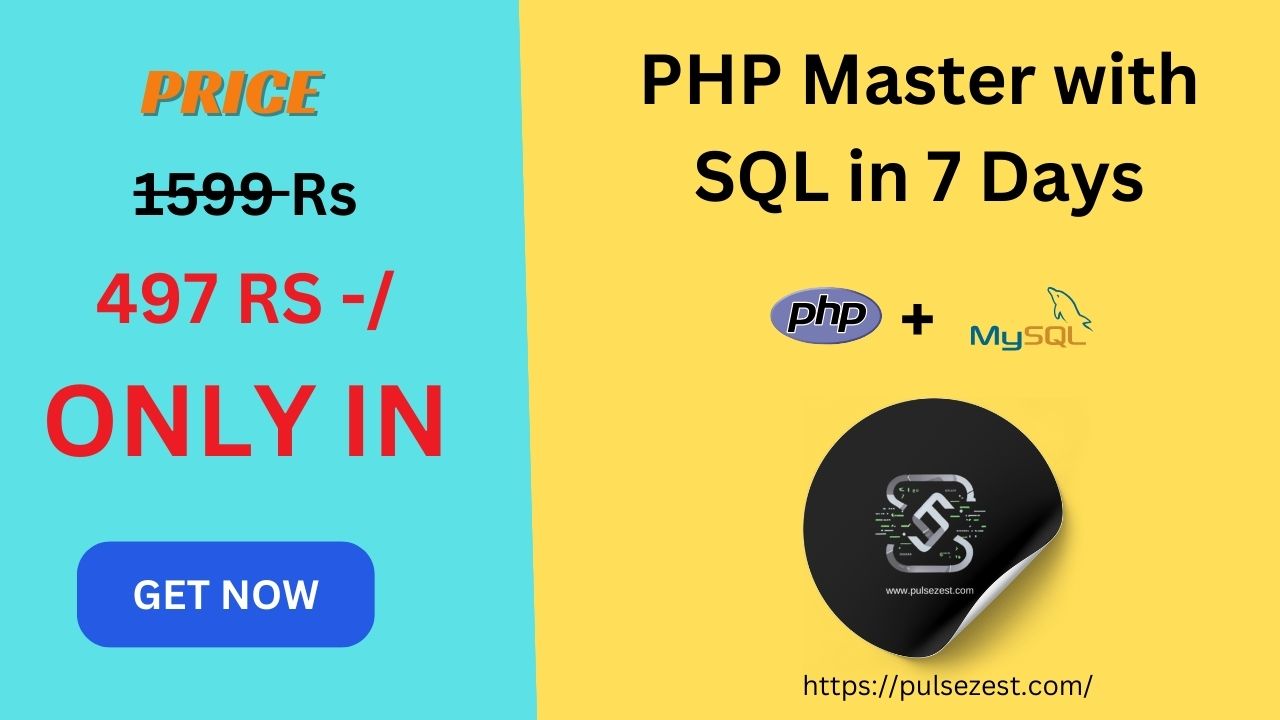 PRICE
1599 Rs
497 RS -/
ONLY IN
GET NOW
PHP Master with
SQL in 7 Days
php + MySQL
www.pulsezest.com
https://pulsezest.com/